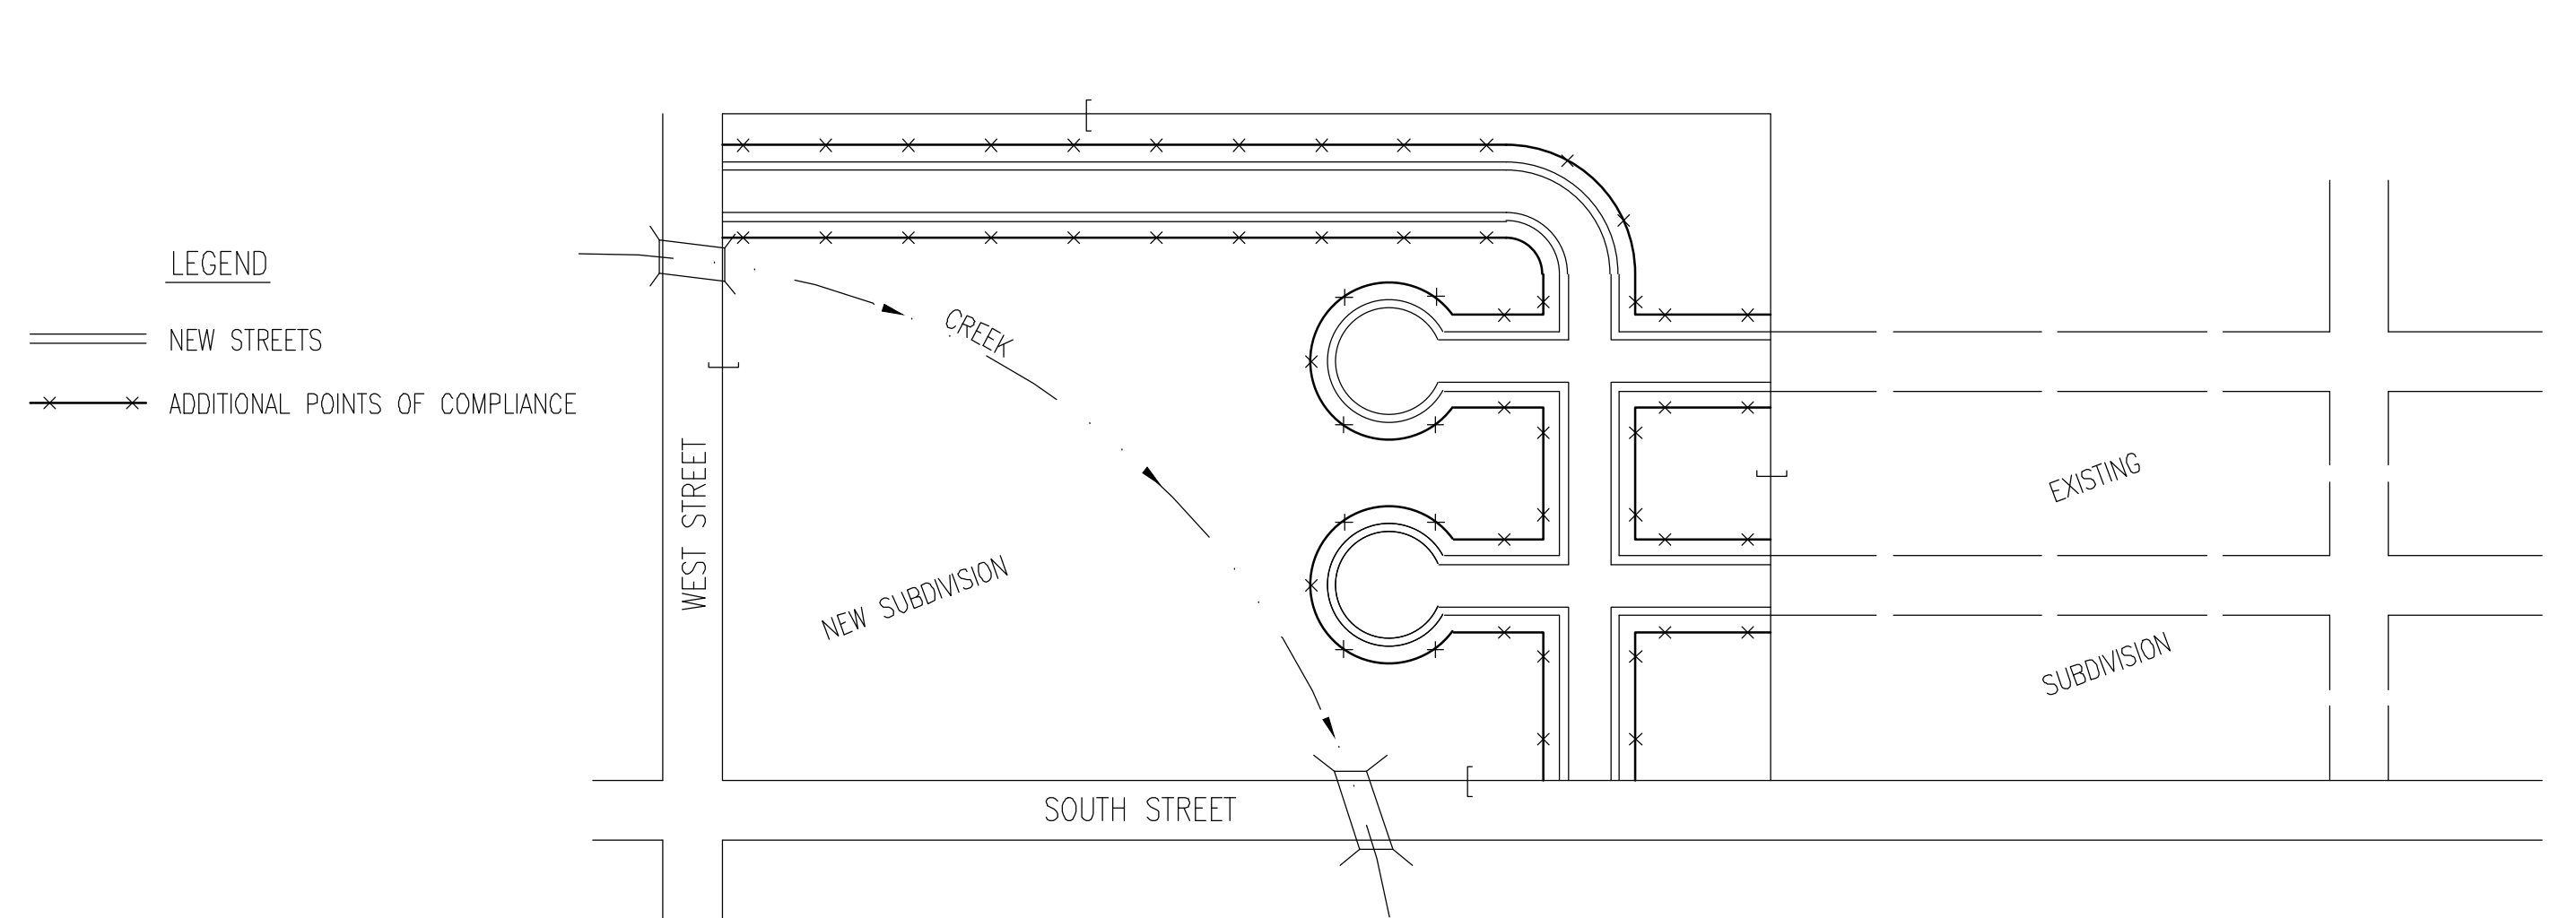 LEGEND
NEW STREETS
ADDITIONAL POINTS OF COMPLIANCE
WEST STREET
CREEK
NEW SUBDIVISION
SOUTH STREET
EXISTING
SUBDIVISION